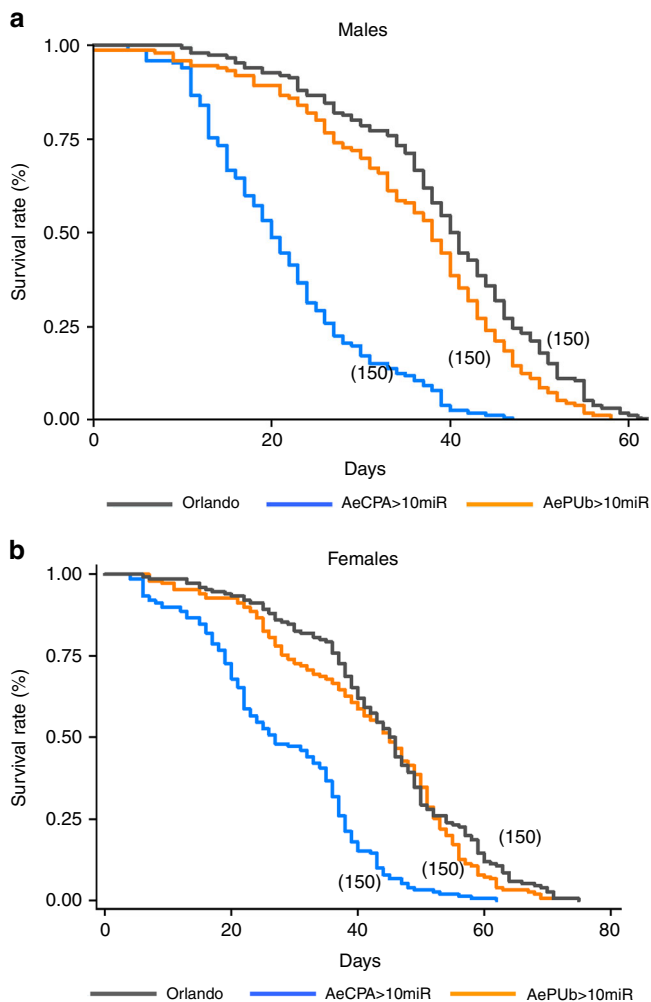 a
Males
1.00
0.75
0.50
0.25
0.00
Survival rate (%)
(150)
(150)
(150)
0
20
40
60
Days
Orlando
AeCPA>10miR
AePUb>10miR
b
Females
1.00
0.75
0.50
0.25
0.00
Survival rate (%)
(150)
(150)
(150)
0
20
40
60
80
Days
Orlando
AeCPA>10miR
AePUb>10miR